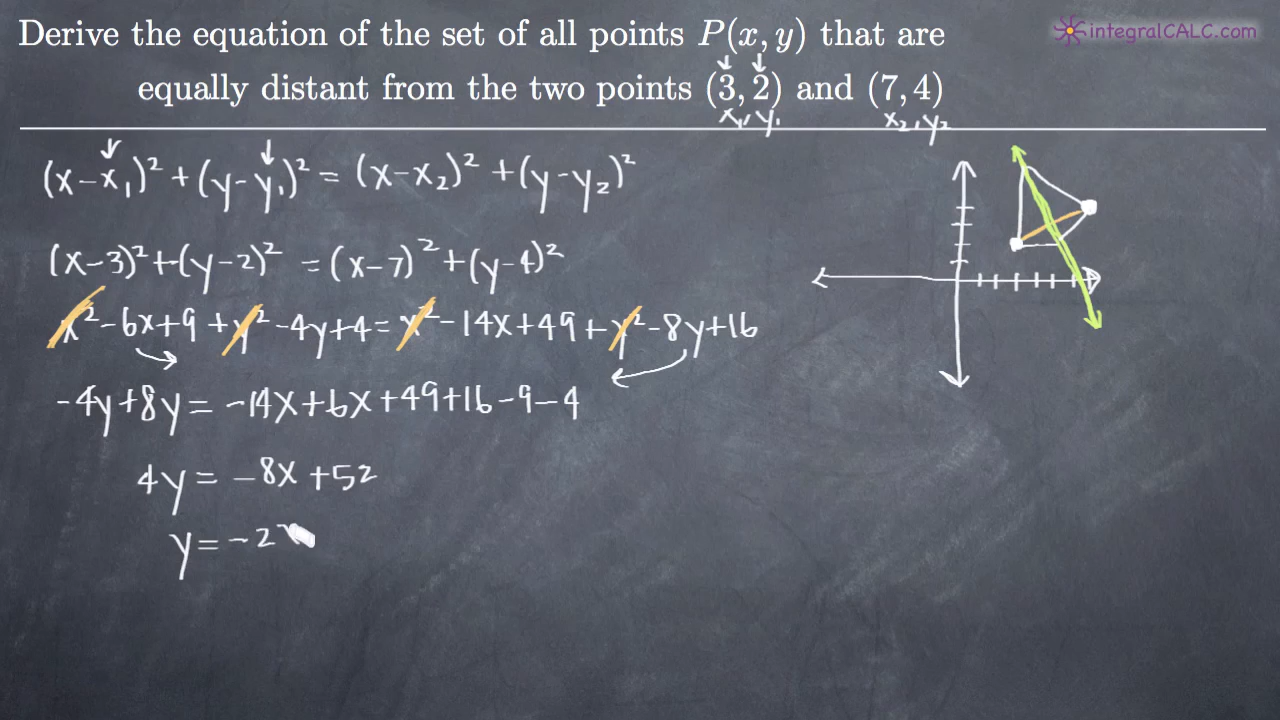 Derive the equation of the set of all points P(x, y) that are
integralCALC.com
equally distant from the two points (3, 2) and (7, 4)
x₁, y₁ x₂, y₂
(x-x₁)² + (y-y₁)² = (x-x₂)² + (y-y₂)²
(x-3)² + (y-2)² = (x-7)² + (y-4)²
x² - 6x + 9 + y² - 4y + 4 = x² - 14x + 49 + y² - 8y + 16
-4y + 8y = -14x + 6x + 49 + 16 - 9 - 4
4y = -8x + 52
y = -2x